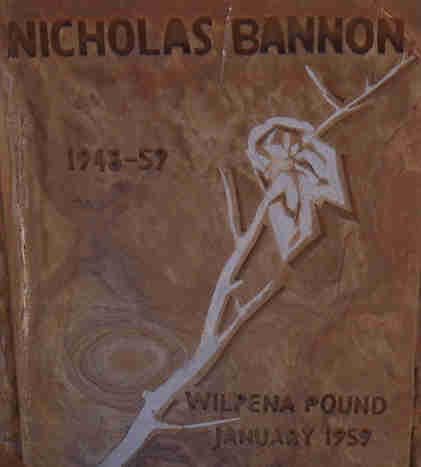 NICHOLAS BANNON
1943-59
WILPENA POUND
JANUARY 1959